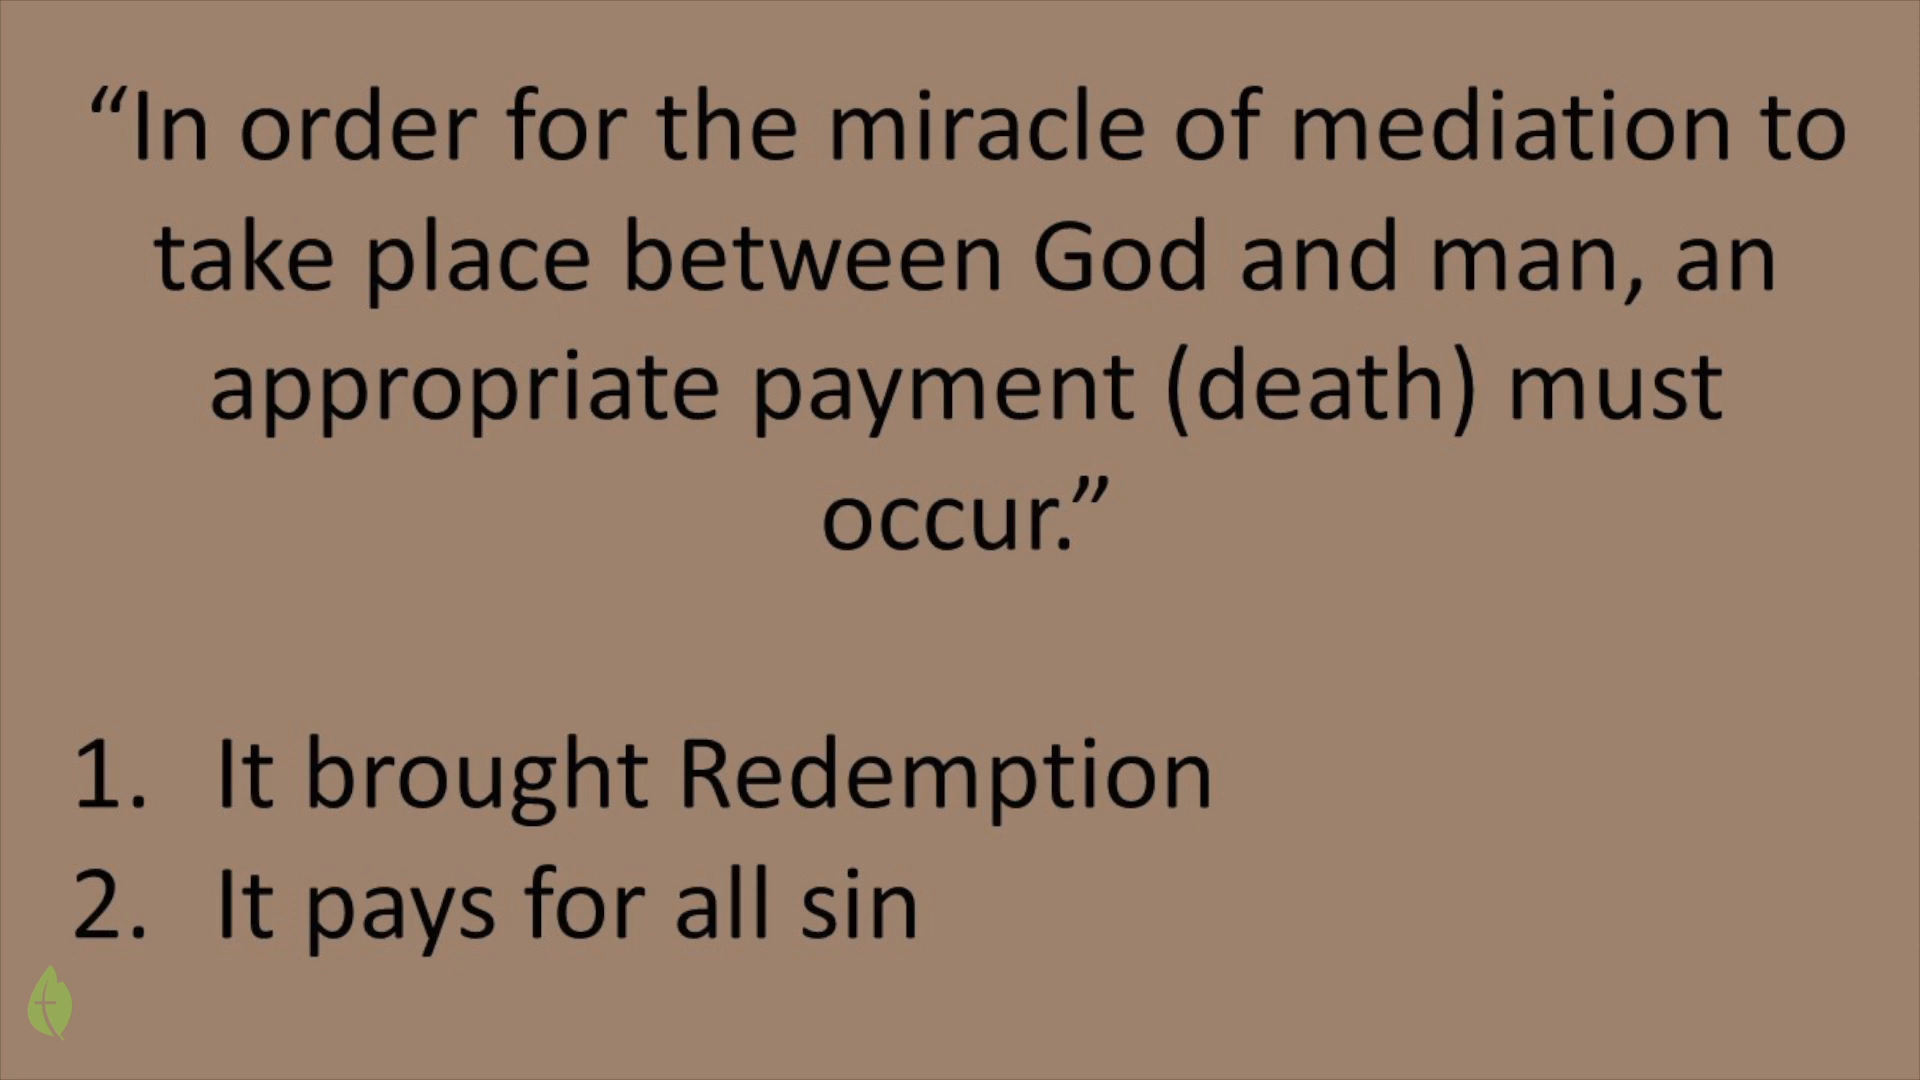 “In order for the miracle of mediation to
take place between God and man, an
appropriate payment (death) must
occur.”
1. It brought Redemption
2. It pays for all sin